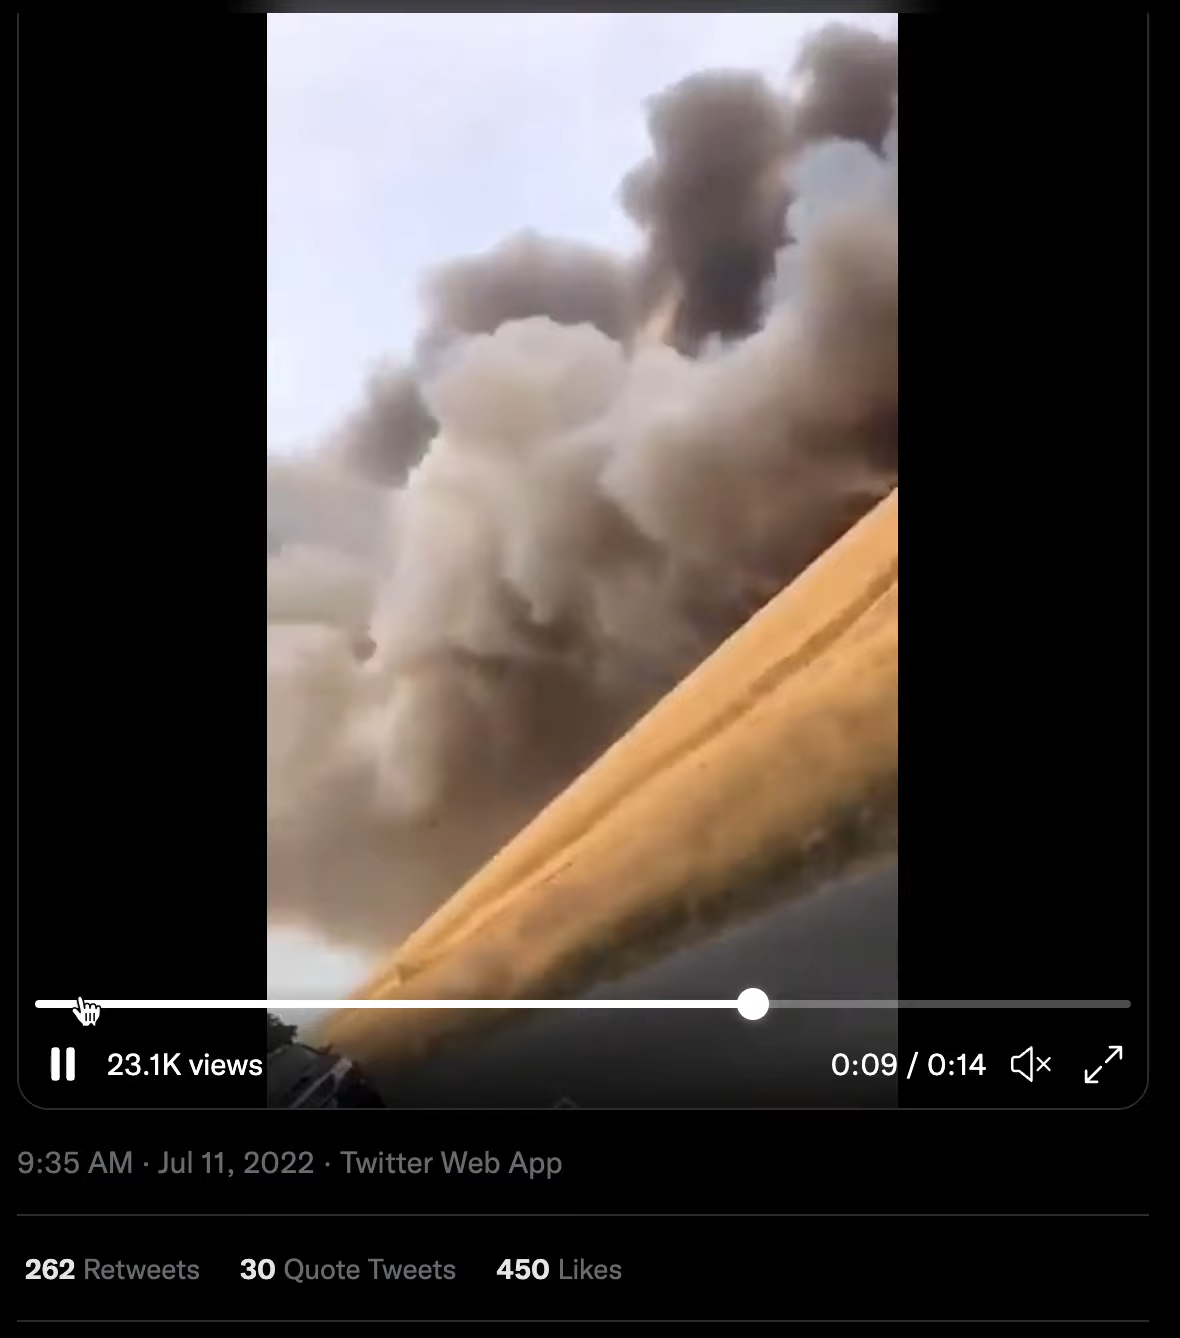 23.1K views
0:09 / 0:14
9:35 AM · Jul 11, 2022 · Twitter Web App
262 Retweets 30 Quote Tweets 450 Likes